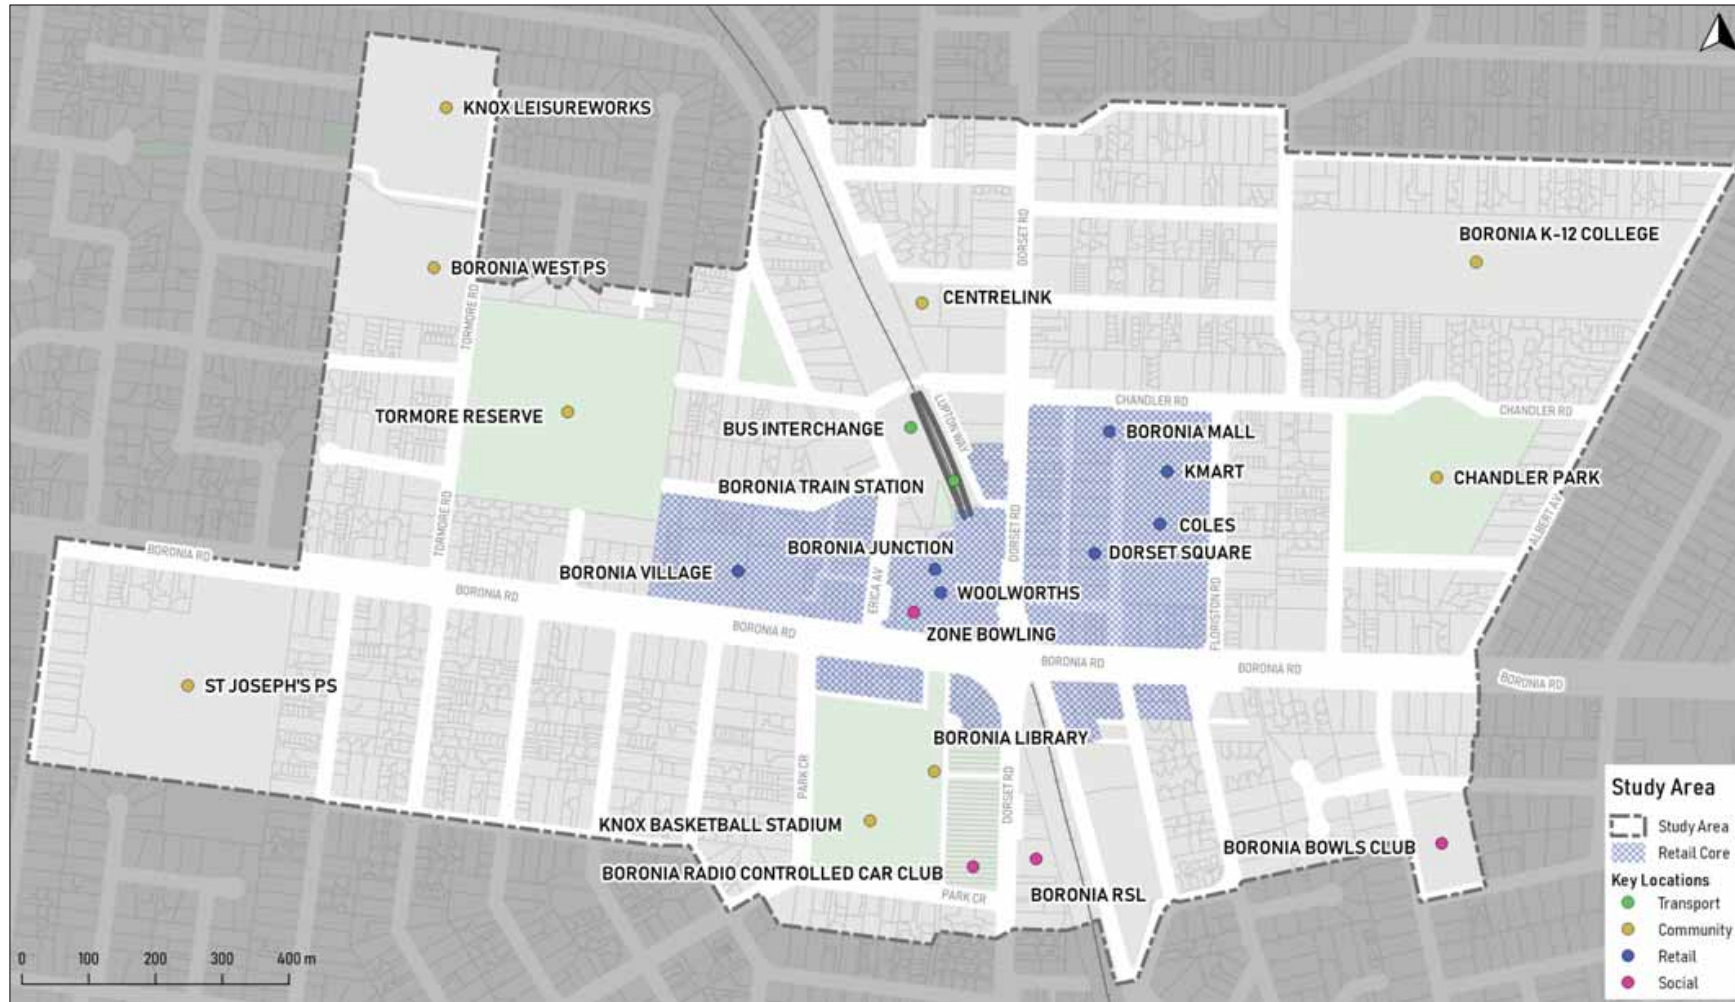 KNOX LEISUREWORKS
DORSET RD
BORONIA K-12 COLLEGE
BORONIA WEST PS
TORMORE RD
CENTRELINK
CHANDLER RD
CHANDLER RD
LUPTON WAY
TORMORE RESERVE
BUS INTERCHANGE
BORONIA MALL
KMART
CHANDLER PARK
BORONIA TRAIN STATION
TORMORE RD
DORSET RD
COLES
ALBERT AV
BORONIA RD
BORONIA JUNCTION
DORSET SQUARE
BORONIA VILLAGE
ERICA AV
WOOLWORTHS
FLORISTON RD
BORONIA RD
BORONIA RD
ZONE BOWLING
BORONIA RD
BORONIA RD
BORONIA RD
ST JOSEPH'S PS
BORONIA LIBRARY
PARK CR
DORSET RD
KNOX BASKETBALL STADIUM
BORONIA BOWLS CLUB
BORONIA RADIO CONTROLLED CAR CLUB
PARK CR
BORONIA RSL
0 100 200 300 400 m
Study Area
Study Area
Retail Core
Key Locations
Transport
Community
Retail
Social